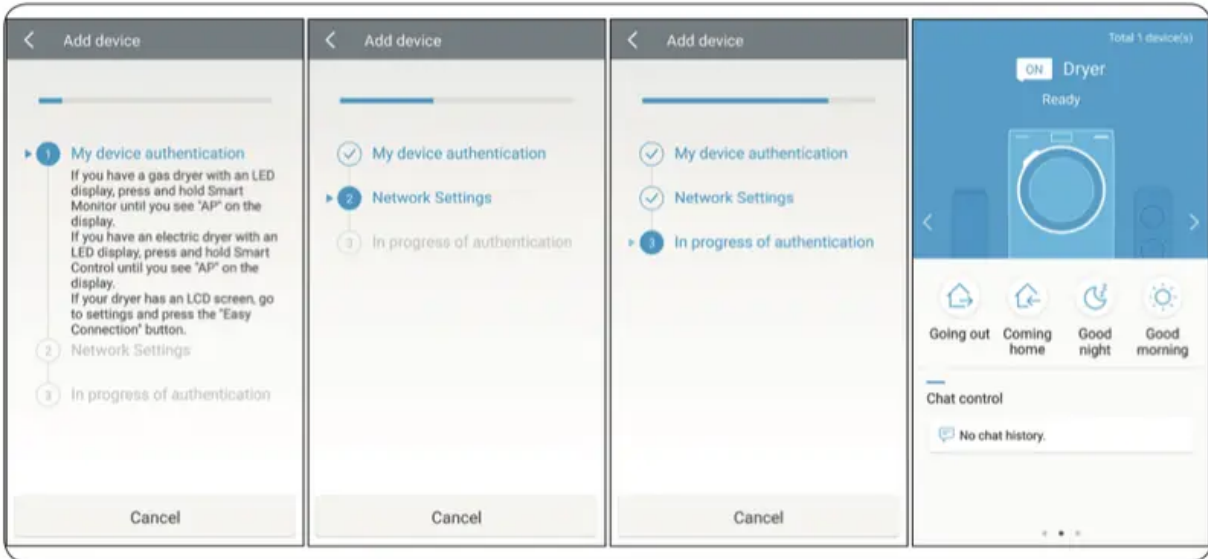 Add device
1 My device authentication
If you have a gas dryer with an LED
display, press and hold Smart
Monitor until you see "AP" on the
display.
If you have an electric dryer with an
LED display, press and hold Smart
Control until you see "AP" on the
display.
If your dryer has an LCD screen, go
to settings and press the "Easy
Connection" button.
2 Network Settings
3 In progress of authentication
Cancel
Add device
My device authentication
2 Network Settings
3 In progress of authentication
Cancel
Add device
My device authentication
Network Settings
3 In progress of authentication
Cancel
Total 1 device(s)
ON Dryer
Ready
Going out
Coming
home
Good
night
Good
morning
Chat control
No chat history.